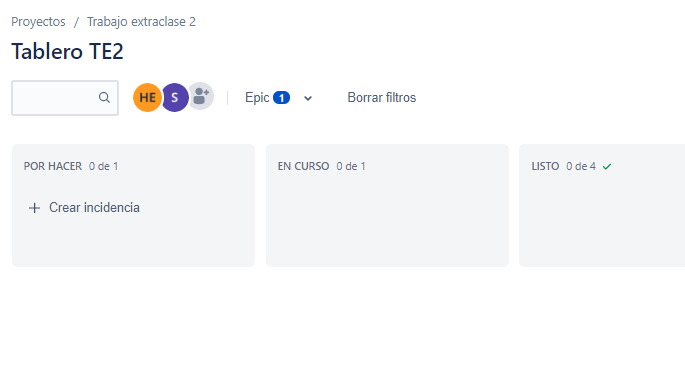 Proyectos / Trabajo extraclase 2
Tablero TE2
HE S Epic 1 Borrar filtros
POR HACER 0 de 1 EN CURSO 0 de 1 LISTO 0 de 4
+ Crear incidencia